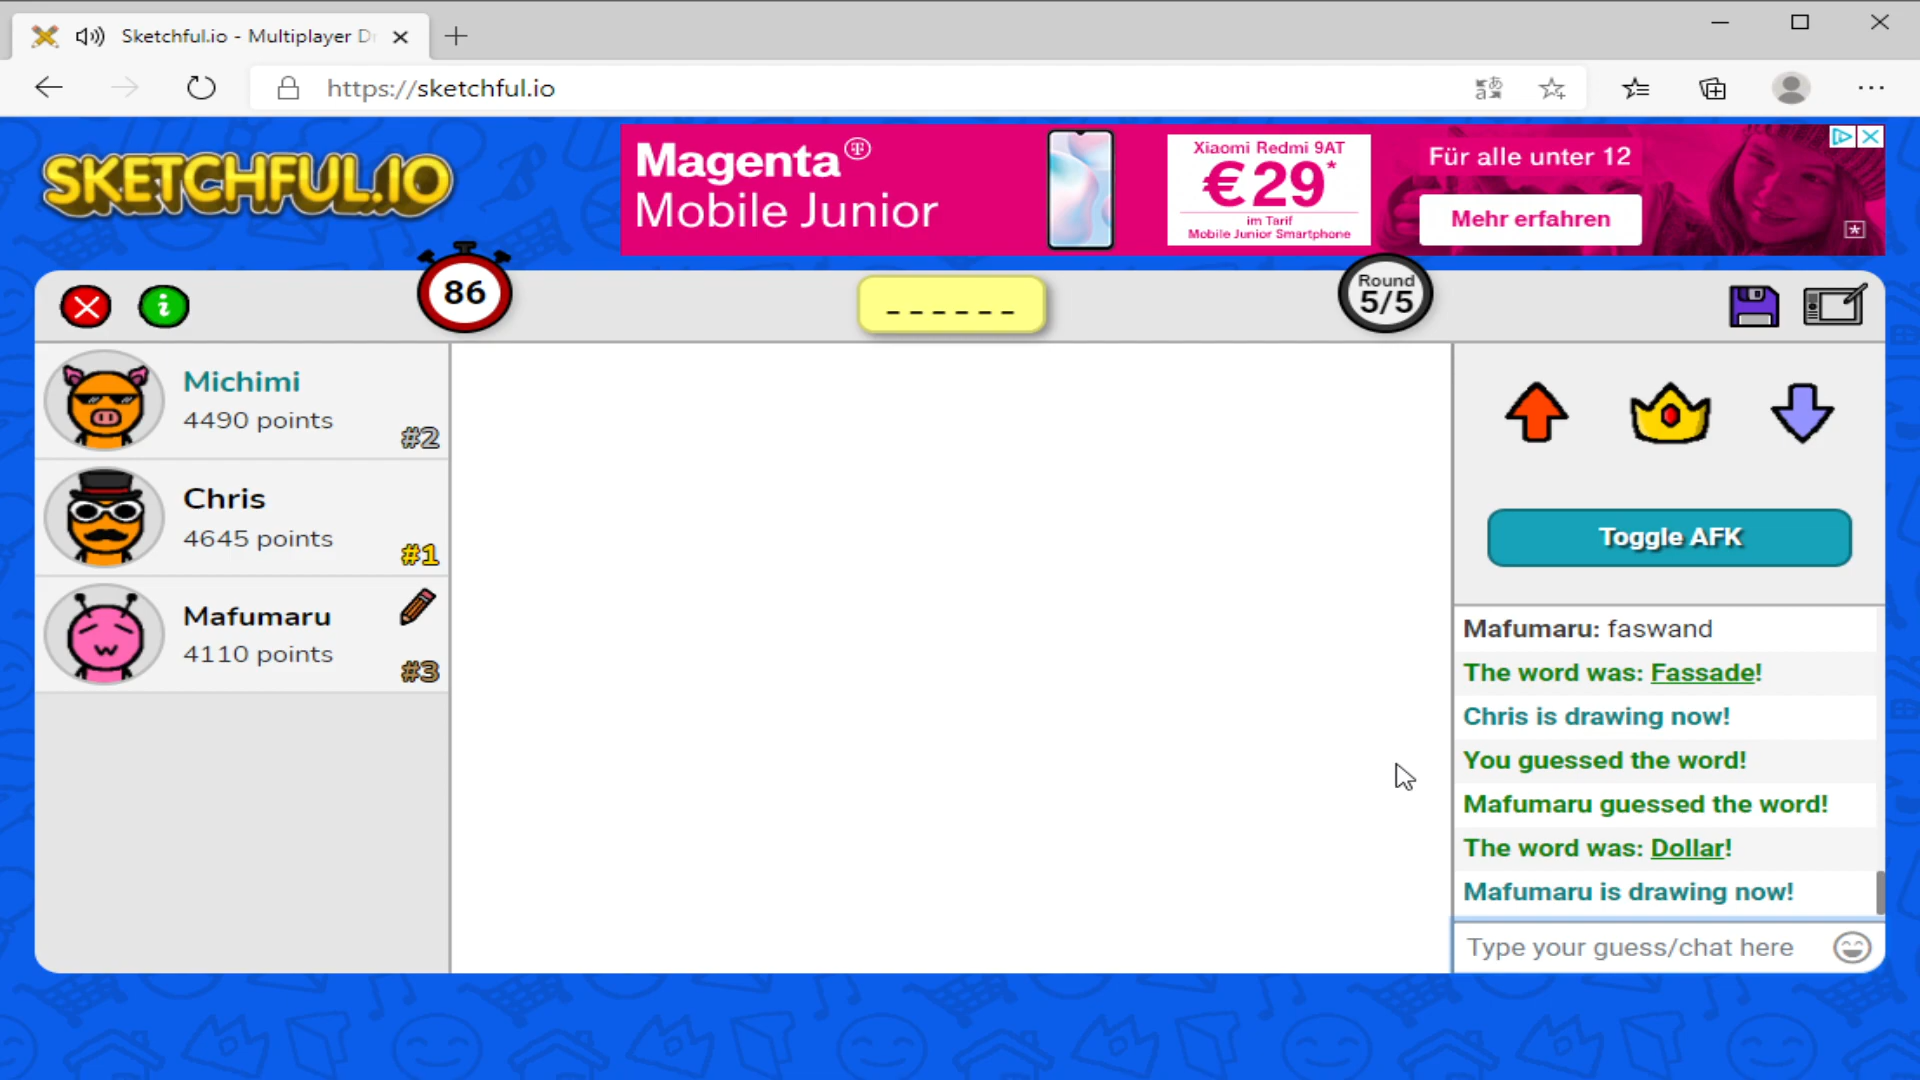 Sketchful.io - Multiplayer D
https://sketchful.io
SKETCHFUL.IO
Magenta
Mobile Junior
Xiaomi Redmi 9AT
€29*
im Tarif
Mobile Junior Smartphone
Für alle unter 12
Mehr erfahren
86
_ _ _ _ _ _
Round
5/5
Michimi
4490 points
#2
Chris
4645 points
#1
Mafumaru
4110 points
#3
Toggle AFK
Mafumaru: faswand
The word was: Fassade!
Chris is drawing now!
You guessed the word!
Mafumaru guessed the word!
The word was: Dollar!
Mafumaru is drawing now!
Type your guess/chat here